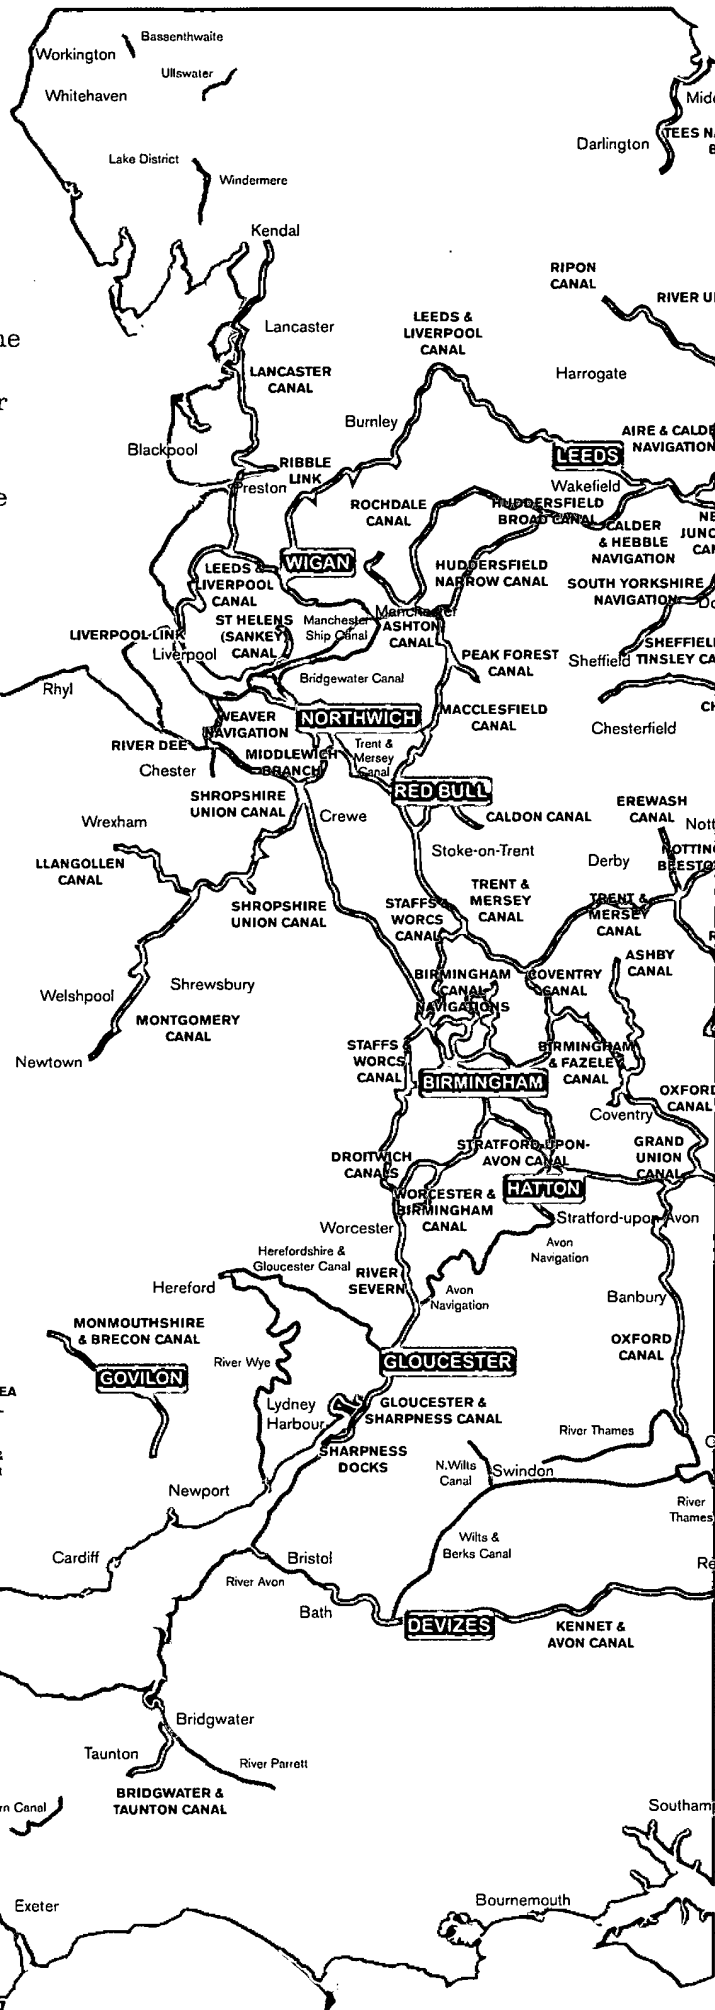 Bassenthwaite
Workington
Ullswater
Whitehaven
Darlington
TEES
Lake District
Windermere
Kendal
RIPON
CANAL
Lancaster
LEEDS &
LIVERPOOL
CANAL
LANCASTER
CANAL
Harrogate
Burnley
Blackpool
AIRE &
NAVIGATION
LEEDS
RIBBLE
LINK
Preston
Wakefield
ROCHDALE
CANAL
HUDDERSFIELD
BROAD CANAL
CALDER
& HEBBLE
NAVIGATION
WIGAN
LEEDS &
LIVERPOOL
CANAL
HUDDERSFIELD
NARROW CANAL
SOUTH YORKSHIRE
NAVIGATION
Manchester
ASHTON
CANAL
ST HELENS
(SANKEY)
CANAL
Manchester
Ship Canal
LIVERPOOL LINK
Liverpool
PEAK FOREST
CANAL
Sheffield
TINSLEY
Bridgewater Canal
Rhyl
WEAVER
NAVIGATION
NORTHWICH
MACCLESFIELD
CANAL
Chesterfield
RIVER DEE
MIDDLEWICH
BRANCH
Trent &
Mersey
Canal
Chester
SHROPSHIRE
UNION CANAL
RED BULL
Crewe
CALDON CANAL
EREWASH
CANAL
Wrexham
LLANGOLLEN
CANAL
Stoke-on-Trent
Derby
SHROPSHIRE
UNION CANAL
STAFFS &
WORCS
CANAL
TRENT &
MERSEY
CANAL
TRENT &
MERSEY
CANAL
ASHBY
CANAL
Shrewsbury
Welshpool
BIRMINGHAM
CANAL
NAVIGATIONS
COVENTRY
CANAL
MONTGOMERY
CANAL
Newtown
STAFFS &
WORCS
CANAL
BIRMINGHAM
& FAZELEY
CANAL
BIRMINGHAM
OXFORD
CANAL
Coventry
DROITWICH
CANALS
STRATFORD-UPON-
AVON CANAL
GRAND
UNION
CANAL
HATTON
WORCESTER &
BIRMINGHAM
CANAL
Worcester
Stratford-upon-Avon
Avon
Navigation
Herefordshire &
Gloucester Canal
Hereford
RIVER
SEVERN
Avon
Navigation
Banbury
MONMOUTHSHIRE
& BRECON CANAL
OXFORD
CANAL
GOVILON
River Wye
GLOUCESTER
Lydney
Harbour
GLOUCESTER &
SHARPNESS CANAL
SHARPNESS
DOCKS
River Thames
N.Wilts
Canal
Swindon
Newport
River
Thames
Cardiff
Bristol
Wilts &
Berks Canal
River Avon
Bath
DEVIZES
KENNET &
AVON CANAL
Bridgwater
Taunton
River Parrett
BRIDGWATER &
TAUNTON CANAL
Canal
Exeter
Bournemouth